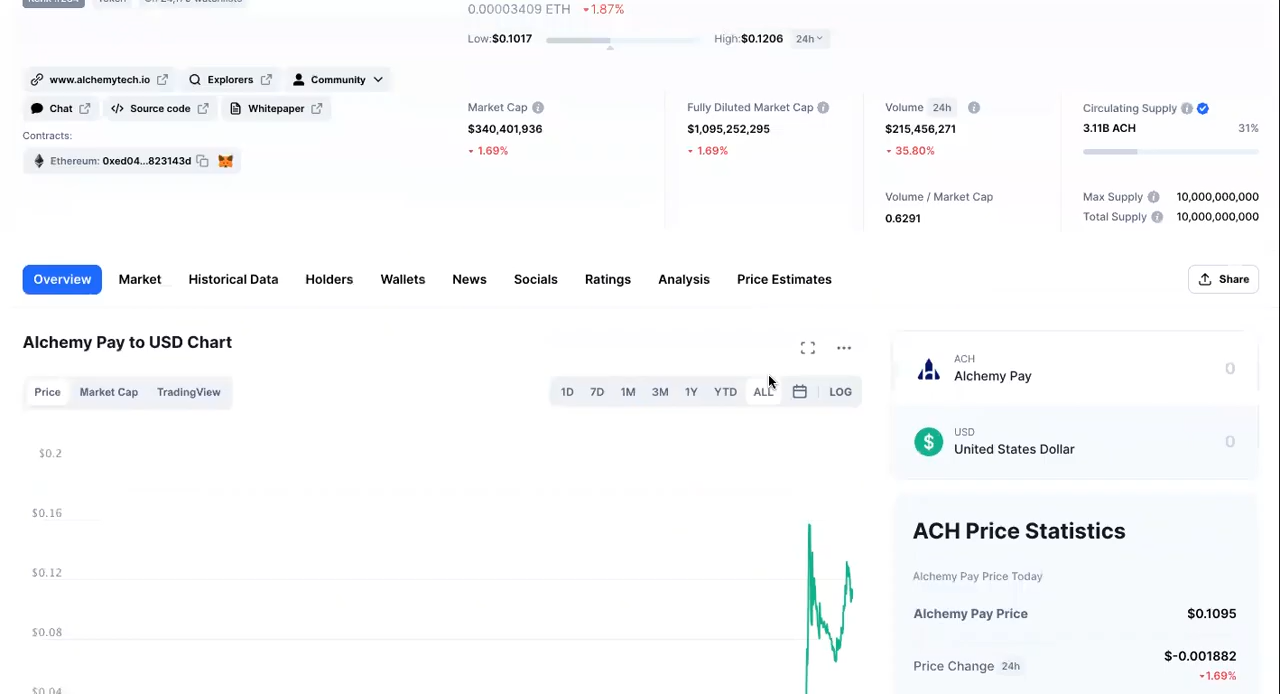 0.00003409 ETH 1.87%
Low:$0.1017 High:$0.1206 24h
www.alchemytech.io Explorers Community
Chat Source code Whitepaper
Contracts:
Ethereum: 0xed04...823143d
Market Cap
$340,401,936
1.69%
Fully Diluted Market Cap
$1,095,252,295
1.69%
Volume 24h
$215,456,271
35.80%
Volume / Market Cap
0.6291
Circulating Supply
3.11B ACH 31%
Max Supply 10,000,000,000
Total Supply 10,000,000,000
Overview Market Historical Data Holders Wallets News Socials Ratings Analysis Price Estimates Share
Alchemy Pay to USD Chart
Price Market Cap TradingView 1D 7D 1M 3M 1Y YTD ALL LOG
$0.2
$0.16
$0.12
$0.08
$0.04
ACH
Alchemy Pay 0
USD
United States Dollar 0
ACH Price Statistics
Alchemy Pay Price Today
Alchemy Pay Price $0.1095
Price Change 24h $-0.001882
1.69%